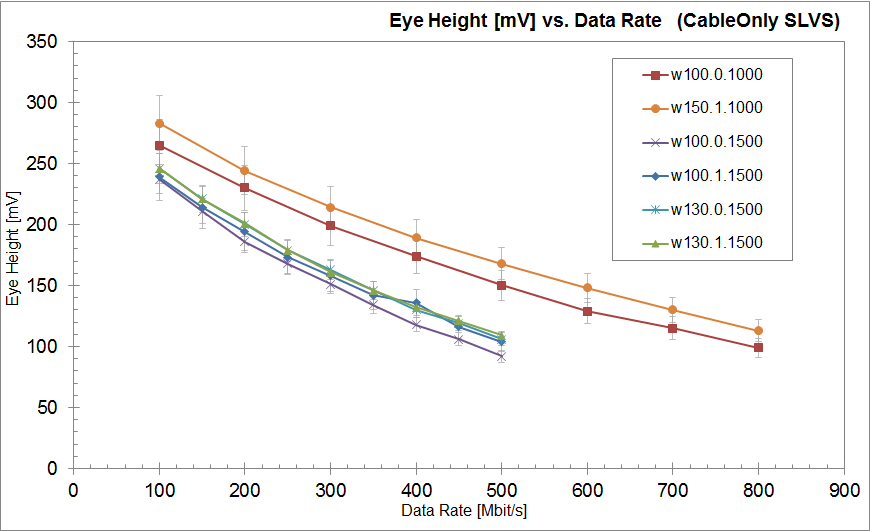 Eye Height [mV] vs. Data Rate (CableOnly SLVS)
350
300
250
200
150
100
50
0
Eye Height [mV]
w100.0.1000
w150.1.1000
w100.0.1500
w100.1.1500
w130.0.1500
w130.1.1500
0 100 200 300 400 500 600 700 800 900
Data Rate [Mbit/s]